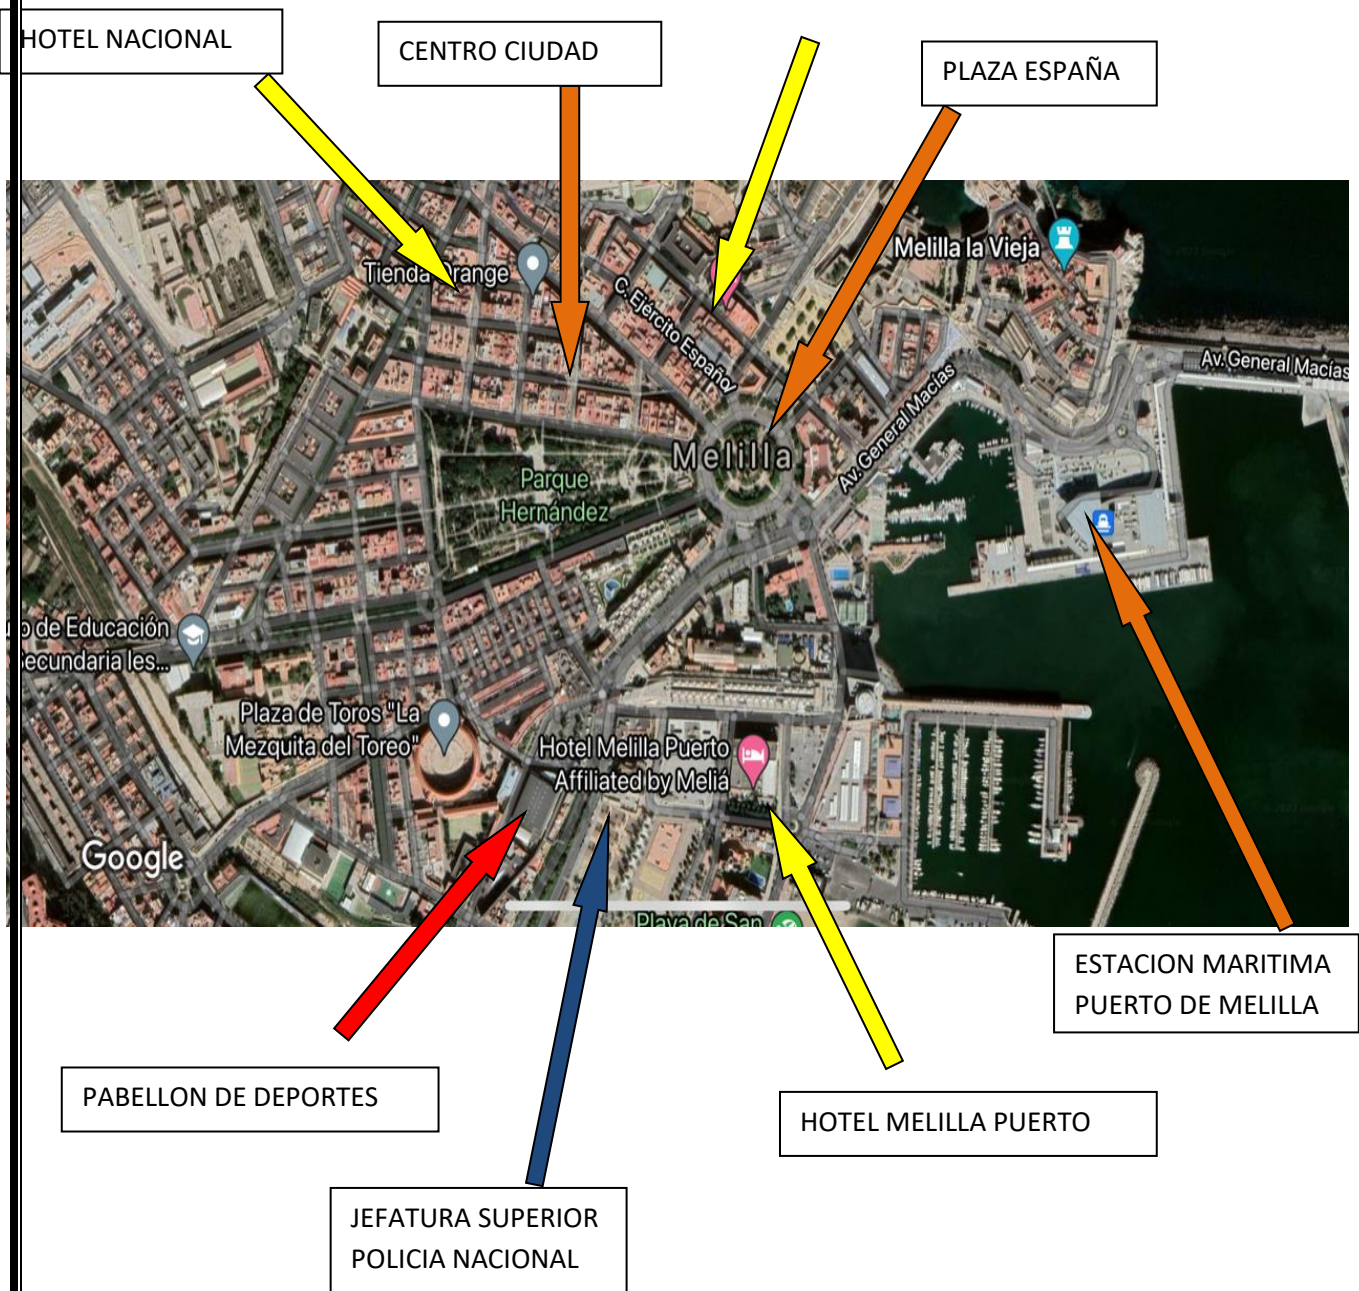 HOTEL NACIONAL
CENTRO CIUDAD
PLAZA ESPAÑA
Melilla la Vieja
Tienda Orange
C. Ejército Español
Av. General Macías
Av. General Macías
Melilla
Parque
Hernández
de Educación
ecundaria Ies...
Plaza de Toros "La
Mezquita del Toreo"
Hotel Melilla Puerto
Affiliated by Meliá
Google
Playa de San
ESTACION MARITIMA
PUERTO DE MELILLA
PABELLON DE DEPORTES
HOTEL MELILLA PUERTO
JEFATURA SUPERIOR
POLICIA NACIONAL